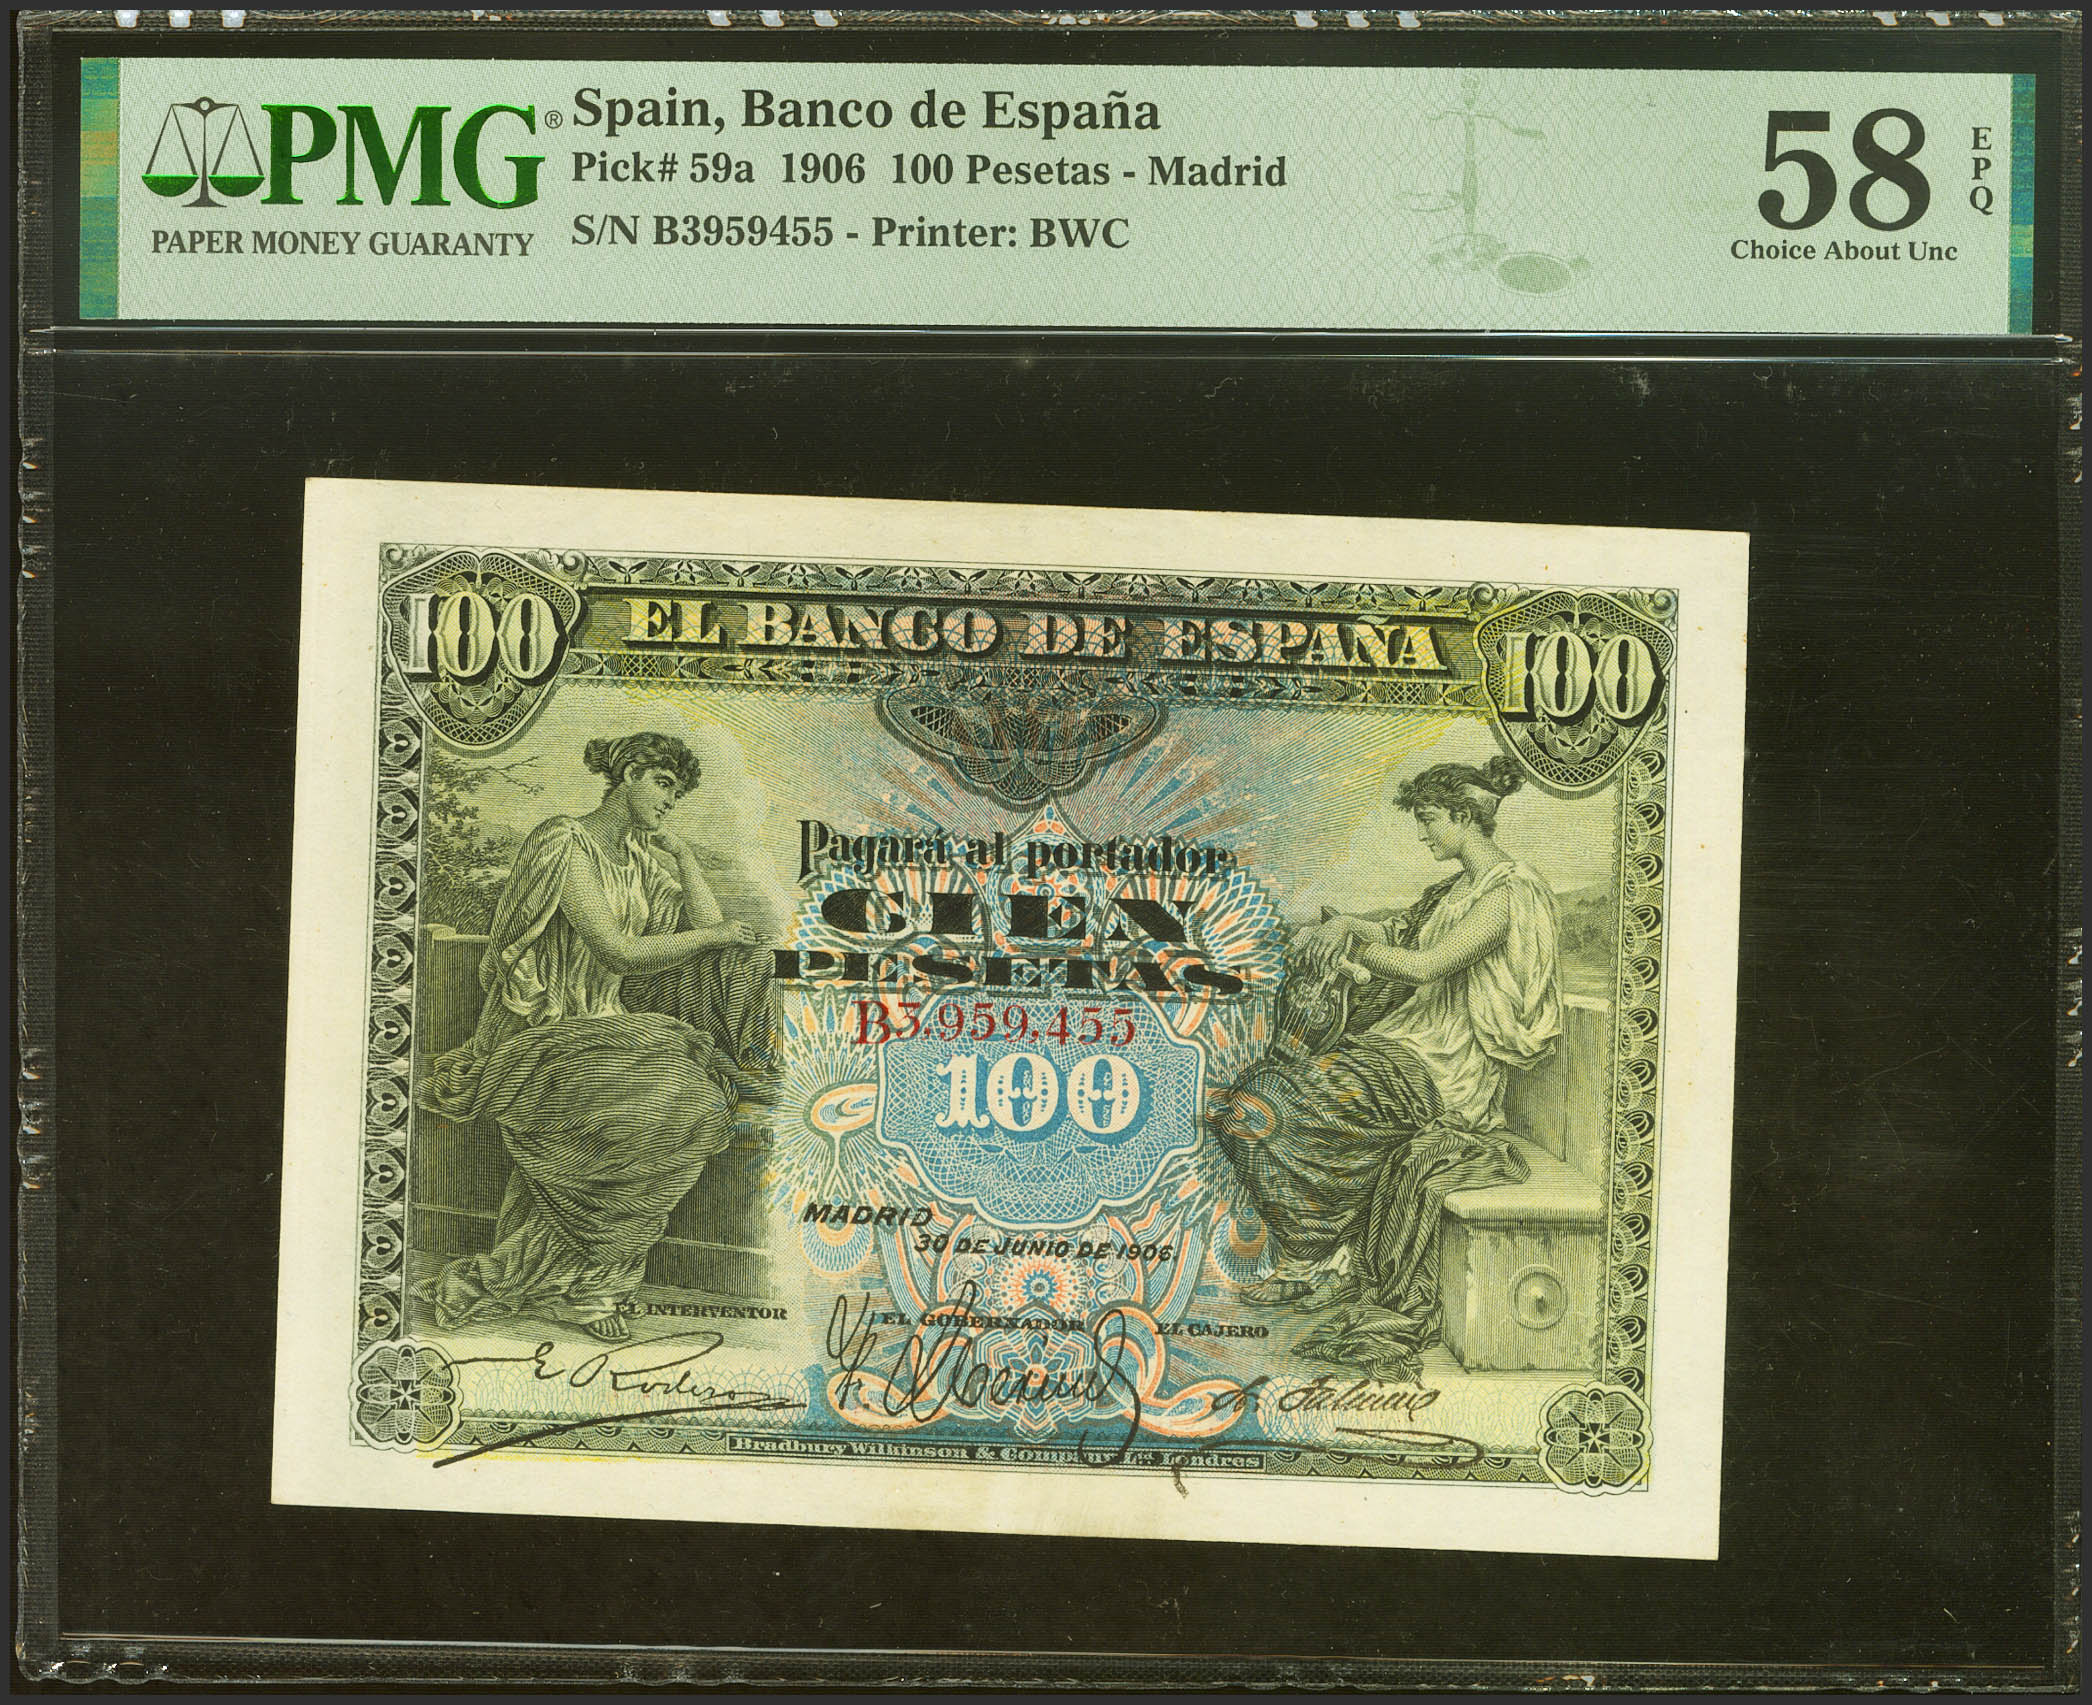 PMG®
PAPER MONEY GUARANTY
Spain, Banco de España
Pick# 59a 1906 100 Pesetas - Madrid
S/N B3959455 - Printer: BWC
58
EPQ
Choice About Unc
100
EL BANCO DE ESPAÑA
100
Pagará al portador
CIEN
PESETAS
B3,959,455
100
MADRID
30 DE JUNIO DE 1906.
EL INTERVENTOR
EL GOBERNADOR
EL CAJERO
Bradbury Wilkinson & Company Ld. Londres